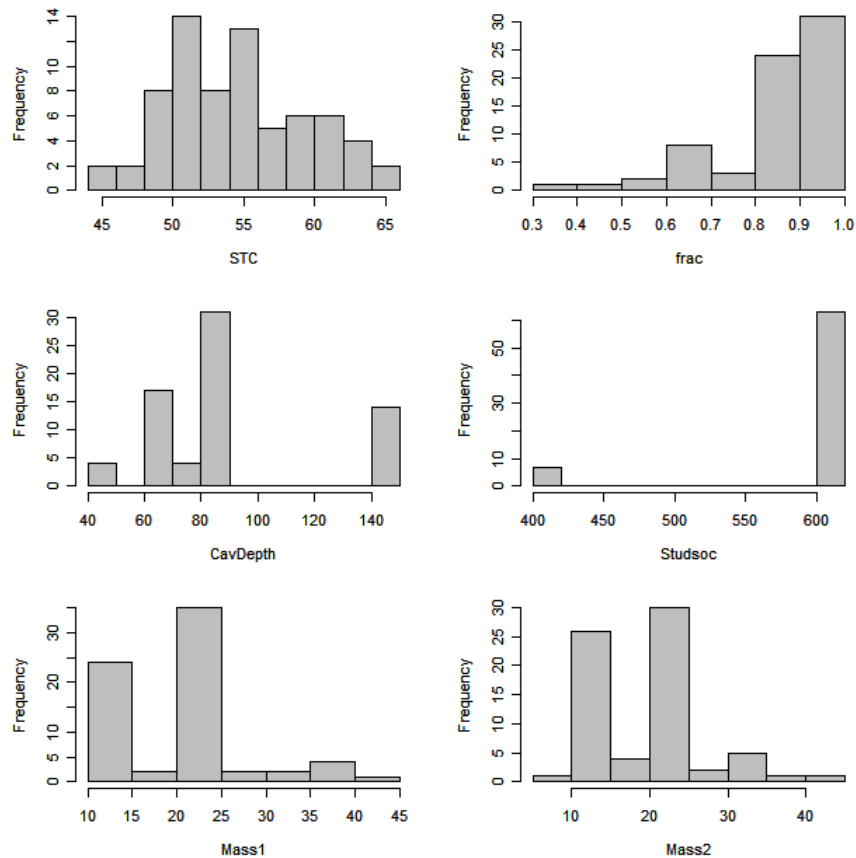 Frequency
0 2 4 6 8 10 14
45 50 55 60 65
STC
Frequency
0 5 10 15 20 25 30
0.3 0.4 0.5 0.6 0.7 0.8 0.9 1.0
frac
Frequency
0 5 10 15 20 25 30
40 60 80 100 120 140
CavDepth
Frequency
0 10 30 50
400 450 500 550 600
Studsoc
Frequency
0 5 10 20 30
10 15 20 25 30 35 40 45
Mass1
Frequency
0 5 10 15 20 25 30
10 20 30 40
Mass2